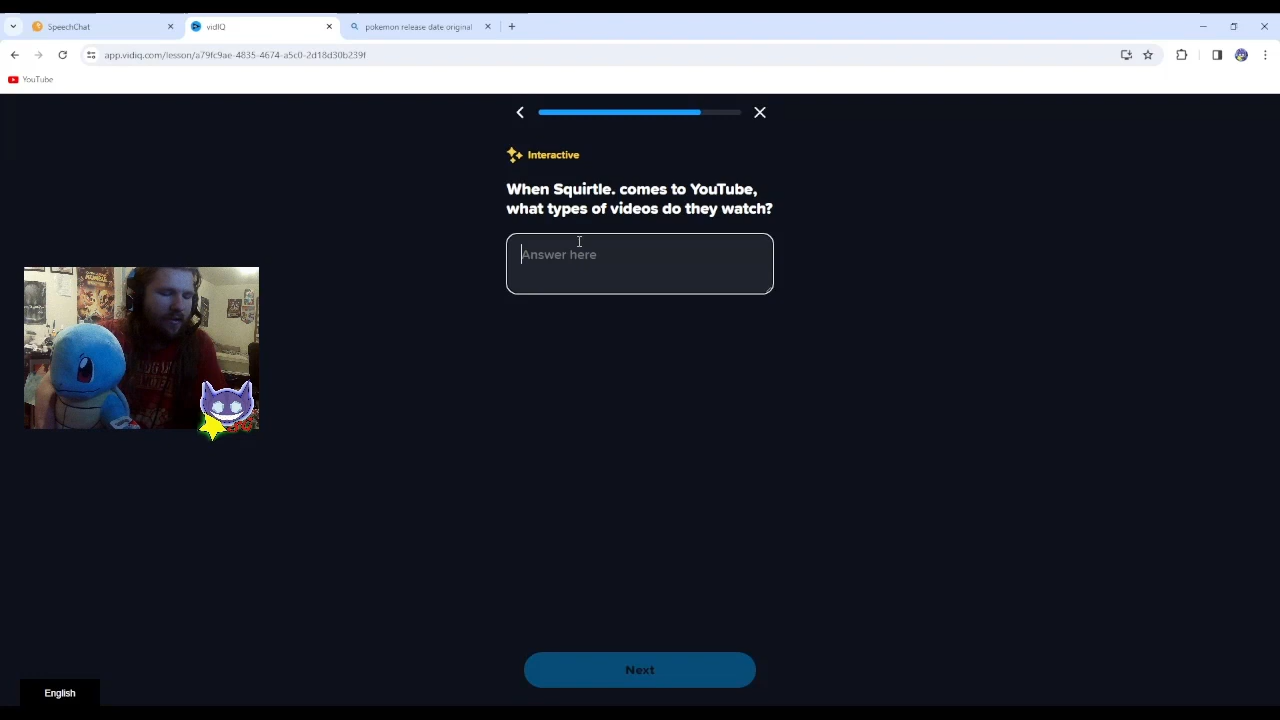 SpeechChat
vidIQ
pokemon release date original
app.vidiq.com/lesson/a79fc9ae-4835-4674-a5c0-2d18d30b239f
YouTube
Interactive
When Squirtle. comes to YouTube,
what types of videos do they watch?
Answer here
Next
English